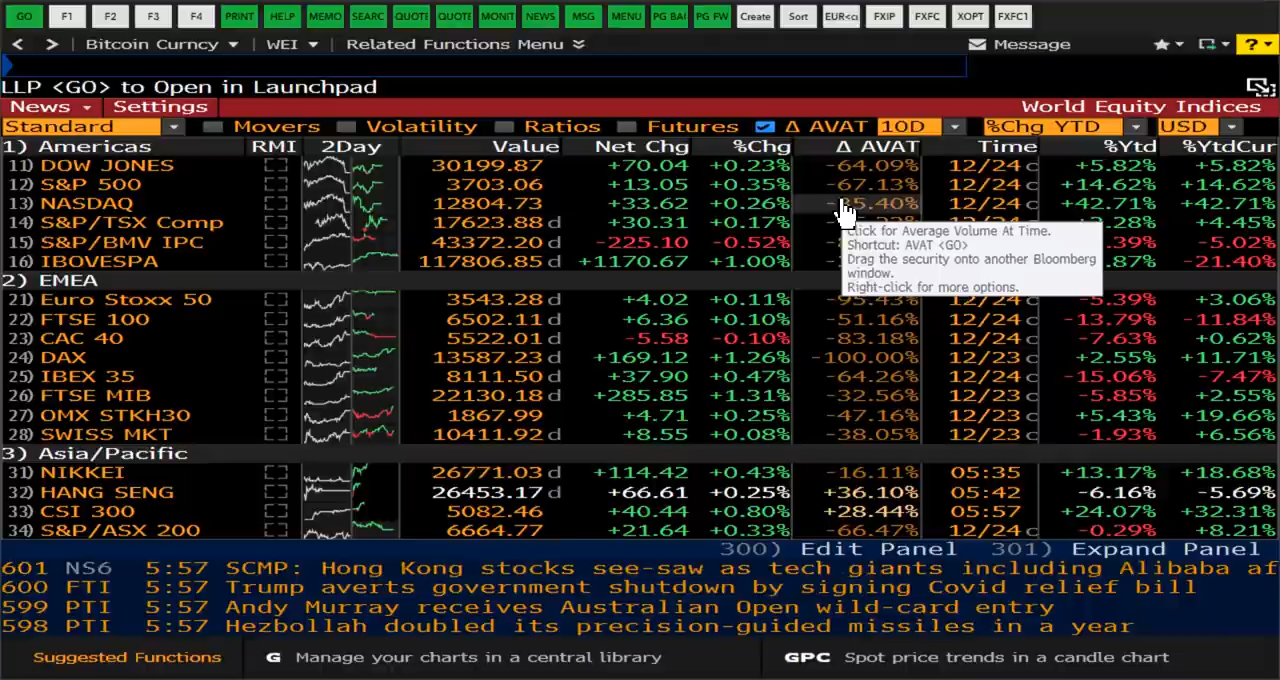 GO F1 F2 F3 F4 PRINT HELP MEMO SEARC QUOTE QUOTE MONIT NEWS MSG MENU PG BA PG FW Create Sort EUR<cu FXIP FXFC XOPT FXFC1
< > Bitcoin Curncy WEI Related Functions Menu Message ?
LLP <GO> to Open in Launchpad
News Settings World Equity Indices
Standard Movers Volatility Ratios Futures Δ AVAT 10D %Chg YTD USD
1) Americas RMI 2Day Value Net Chg %Chg Δ AVAT Time %Ytd %YtdCur
11) DOW JONES 30199.87 +70.04 +0.23% -64.09% 12/24 c +5.82% +5.82%
12) S&P 500 3703.06 +13.05 +0.35% -67.13% 12/24 c +14.62% +14.62%
13) NASDAQ 12804.73 +33.62 +0.26% 12/24 c +42.71% +42.71%
14) S&P/TSX Comp 17623.88 d +30.31 +0.17% +4.45%
15) S&P/BMV IPC 43372.20 d -225.10 -0.52% -5.02%
16) IBOVESPA 117806.85 d +1170.67 +1.00% -21.40%
Click for Average Volume At Time.
Shortcut: AVAT <GO>
Drag the security onto another Bloomberg
window.
Right-click for more options.
2) EMEA
21) Euro Stoxx 50 3543.28 d +4.02 +0.11% -95.43% 12/24 c -5.39% +3.06%
22) FTSE 100 6502.11 d +6.36 +0.10% -51.16% 12/24 c -13.79% -11.84%
23) CAC 40 5522.01 d -5.58 -0.10% -83.18% 12/24 c -7.63% +0.62%
24) DAX 13587.23 d +169.12 +1.26% -100.00% 12/23 c +2.55% +11.71%
25) IBEX 35 8111.50 d +37.90 +0.47% -64.26% 12/24 c -15.06% -7.47%
26) FTSE MIB 22130.18 d +285.85 +1.31% -32.56% 12/23 c -5.85% +2.55%
27) OMX STKH30 1867.99 +4.71 +0.25% -47.16% 12/23 c +5.43% +19.66%
28) SWISS MKT 10411.92 d +8.55 +0.08% -38.05% 12/23 c -1.93% +6.56%
3) Asia/Pacific
31) NIKKEI 26771.03 d +114.42 +0.43% -16.11% 05:35 +13.17% +18.68%
32) HANG SENG 26453.17 d +66.61 +0.25% +36.10% 05:42 -6.16% -5.69%
33) CSI 300 5082.46 +40.44 +0.80% +28.44% 05:57 +24.07% +32.31%
34) S&P/ASX 200 6664.77 +21.64 +0.33% -66.47% 12/24 c -0.29% +8.21%
300) Edit Panel 301) Expand Panel
601 NS6 5:57 SCMP: Hong Kong stocks see-saw as tech giants including Alibaba af
600 FTI 5:57 Trump averts government shutdown by signing Covid relief bill
599 PTI 5:57 Andy Murray receives Australian Open wild-card entry
598 PTI 5:57 Hezbollah doubled its precision-guided missiles in a year
Suggested Functions G Manage your charts in a central library GPC Spot price trends in a candle chart